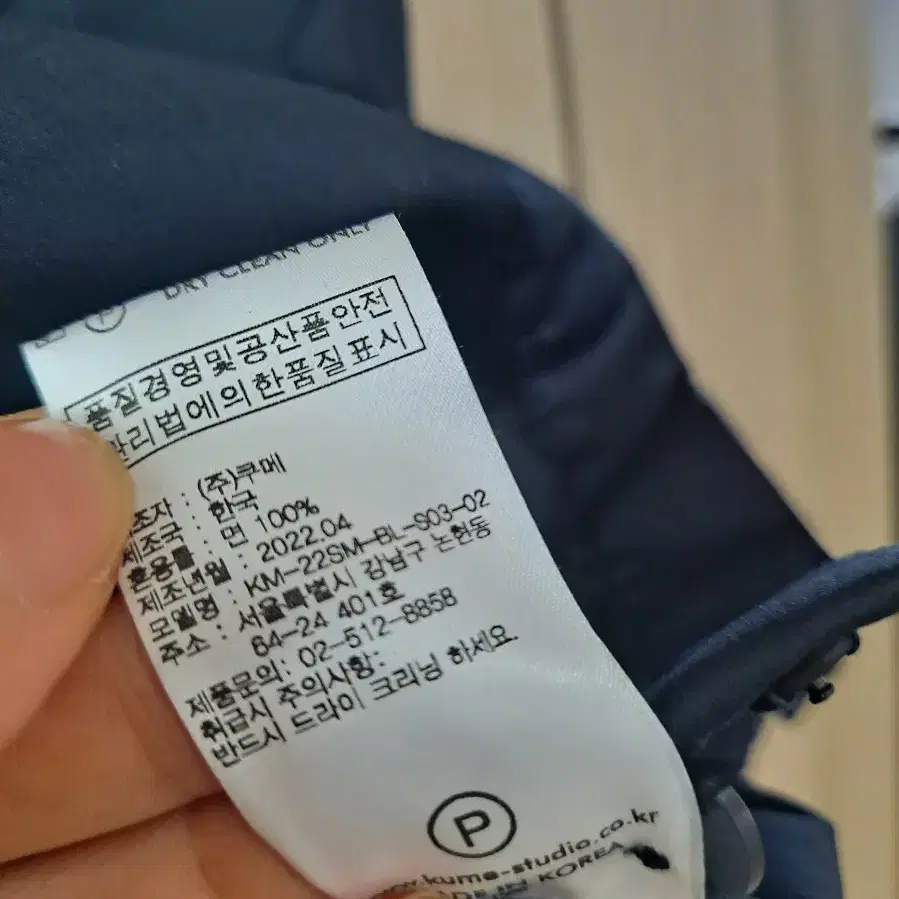 DRY CLEAN ONLY
P
품질경영및공산품안전
관리법에의한품질표시
제조자 : (주)쿠메
제조국 : 한국
혼용률 : 면 100%
제조년월 : 2022.04
모델명 : KM-22SM-BL-S03-02
주소 : 서울특별시 강남구 논현동
64-24 401호
제품문의: 02-512-8858
취급시 주의사항:
반드시 드라이 크리닝 하세요.
P
www.kume-studio.co.kr
MADE IN KOREA